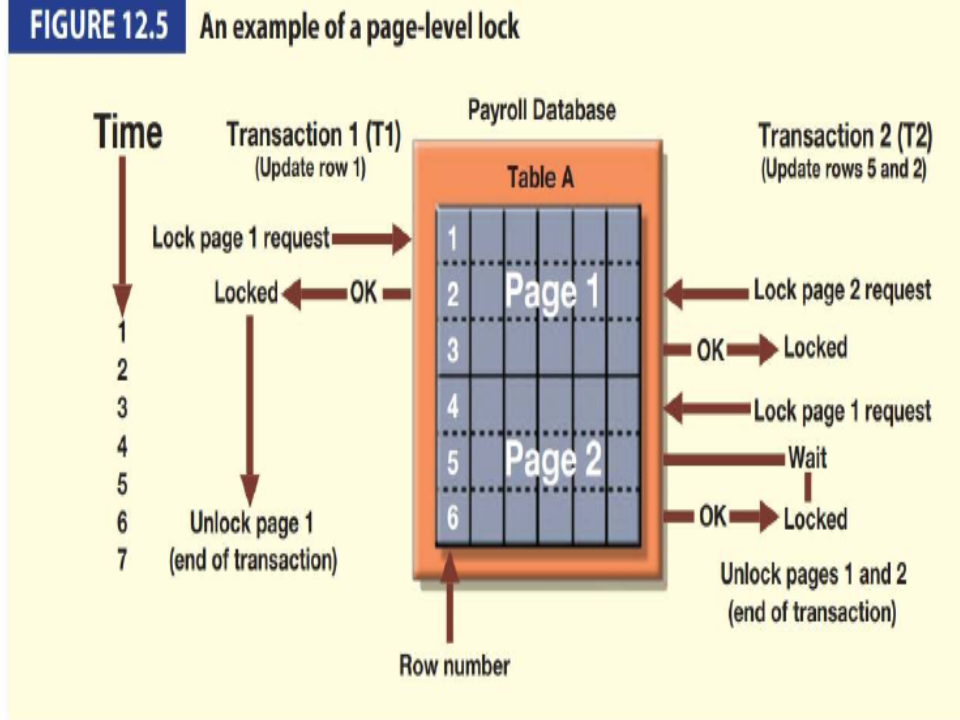 FIGURE 12.5 An example of a page-level lock
Payroll Database
Time
Transaction 1 (T1)
(Update row 1)
Transaction 2 (T2)
(Update rows 5 and 2)
Table A
Lock page 1 request
Locked
OK
1
2
3
4
5
6
7
Unlock page 1
(end of transaction)
1
2
3
4
5
6
Page 1
Page 2
Lock page 2 request
OK
Locked
Lock page 1 request
Wait
OK
Locked
Unlock pages 1 and 2
(end of transaction)
Row number